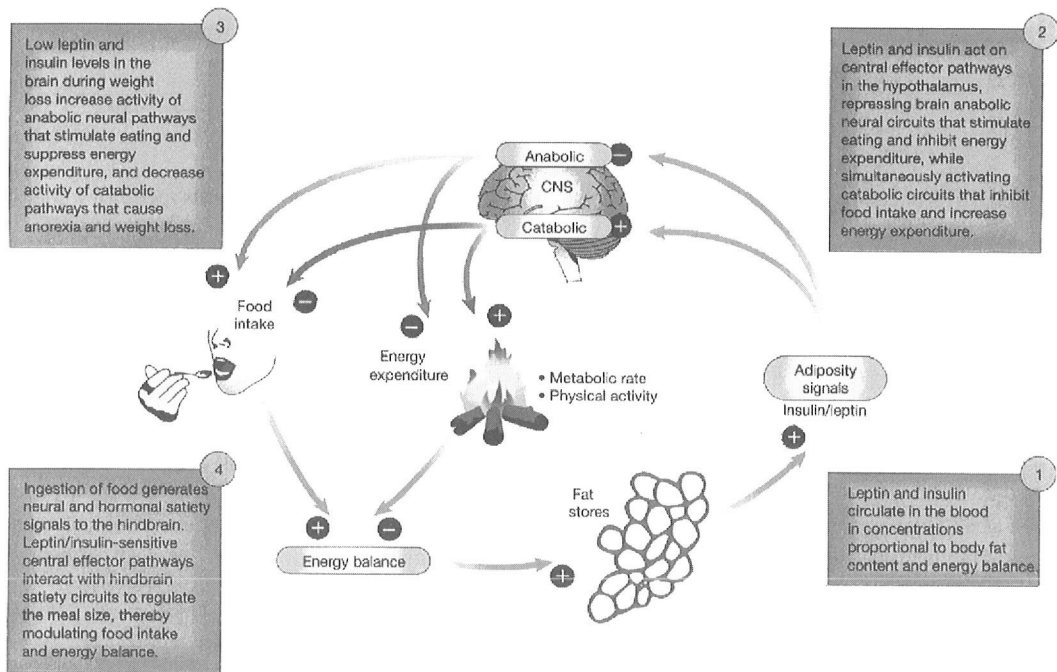 3
Low leptin and
insulin levels in the
brain during weight
loss increase activity of
anabolic neural pathways
that stimulate eating and
suppress energy
expenditure, and decrease
activity of catabolic
pathways that cause
anorexia and weight loss.
2
Leptin and insulin act on
central effector pathways
in the hypothalamus,
repressing brain anabolic
neural circuits that stimulate
eating and inhibit energy
expenditure, while
simultaneously activating
catabolic circuits that inhibit
food intake and increase
energy expenditure.
Anabolic
−
CNS
Catabolic
+
+
Food
intake
−
−
Energy
expenditure
+
• Metabolic rate
• Physical activity
Adiposity
signals
Insulin/leptin
+
4
Ingestion of food generates
neural and hormonal satiety
signals to the hindbrain.
Leptin/insulin-sensitive
central effector pathways
interact with hindbrain
satiety circuits to regulate
the meal size, thereby
modulating food intake
and energy balance.
+
−
Energy balance
+
Fat
stores
1
Leptin and insulin
circulate in the blood
in concentrations
proportional to body fat
content and energy balance.